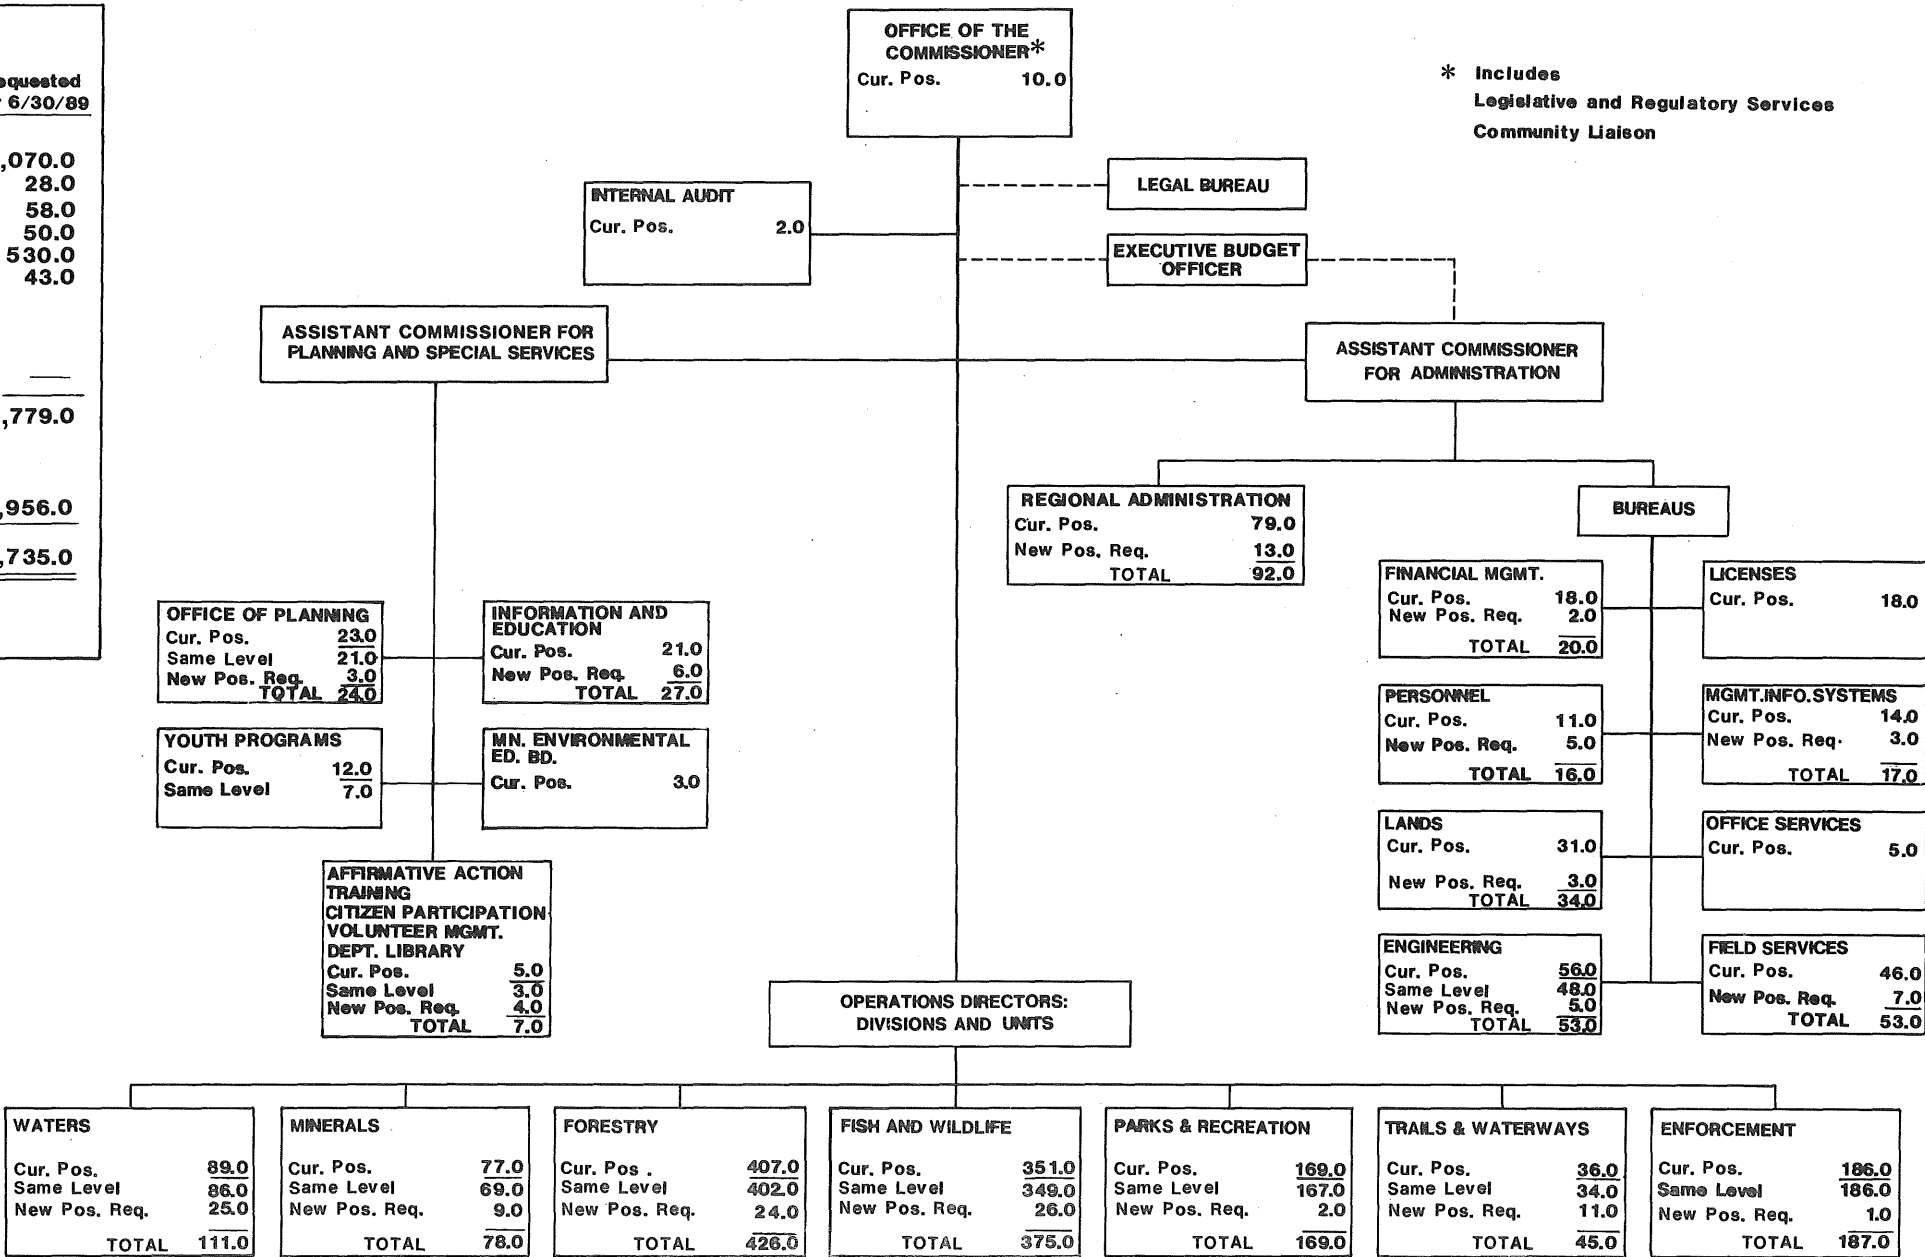 equested
6/30/89
,070.0
28.0
58.0
50.0
530.0
43.0
,779.0
,956.0
,735.0
OFFICE OF THE
COMMISSIONER*
Cur. Pos. 10.0
* Includes
Legislative and Regulatory Services
Community Liaison
INTERNAL AUDIT
Cur. Pos. 2.0
LEGAL BUREAU
EXECUTIVE BUDGET
OFFICER
ASSISTANT COMMISSIONER FOR
PLANNING AND SPECIAL SERVICES
ASSISTANT COMMISSIONER
FOR ADMINISTRATION
REGIONAL ADMINISTRATION
Cur. Pos. 79.0
New Pos. Req. 13.0
TOTAL 92.0
BUREAUS
OFFICE OF PLANNING
Cur. Pos. 23.0
Same Level 21.0
New Pos. Req. 3.0
TOTAL 24.0
INFORMATION AND
EDUCATION
Cur. Pos. 21.0
New Pos. Req. 6.0
TOTAL 27.0
YOUTH PROGRAMS
Cur. Pos. 12.0
Same Level 7.0
MN. ENVIRONMENTAL
ED. BD.
Cur. Pos. 3.0
AFFIRMATIVE ACTION
TRAINING
CITIZEN PARTICIPATION
VOLUNTEER MGMT.
DEPT. LIBRARY
Cur. Pos. 5.0
Same Level 3.0
New Pos. Req. 4.0
TOTAL 7.0
FINANCIAL MGMT.
Cur. Pos. 18.0
New Pos. Req. 2.0
TOTAL 20.0
LICENSES
Cur. Pos. 18.0
PERSONNEL
Cur. Pos. 11.0
New Pos. Req. 5.0
TOTAL 16.0
MGMT.INFO.SYSTEMS
Cur. Pos. 14.0
New Pos. Req. 3.0
TOTAL 17.0
LANDS
Cur. Pos. 31.0
New Pos. Req. 3.0
TOTAL 34.0
OFFICE SERVICES
Cur. Pos. 5.0
ENGINEERING
Cur. Pos. 56.0
Same Level 48.0
New Pos. Req. 5.0
TOTAL 53.0
FIELD SERVICES
Cur. Pos. 46.0
New Pos. Req. 7.0
TOTAL 53.0
OPERATIONS DIRECTORS:
DIVISIONS AND UNITS
WATERS
Cur. Pos. 89.0
Same Level 86.0
New Pos. Req. 25.0
TOTAL 111.0
MINERALS
Cur. Pos. 77.0
Same Level 69.0
New Pos. Req. 9.0
TOTAL 78.0
FORESTRY
Cur. Pos . 407.0
Same Level 402.0
New Pos. Req. 24.0
TOTAL 426.0
FISH AND WILDLIFE
Cur. Pos. 351.0
Same Level 349.0
New Pos. Req. 26.0
TOTAL 375.0
PARKS & RECREATION
Cur. Pos. 169.0
Same Level 167.0
New Pos. Req. 2.0
TOTAL 169.0
TRAILS & WATERWAYS
Cur. Pos. 36.0
Same Level 34.0
New Pos. Req. 11.0
TOTAL 45.0
ENFORCEMENT
Cur. Pos. 186.0
Same Level 186.0
New Pos. Req. 1.0
TOTAL 187.0